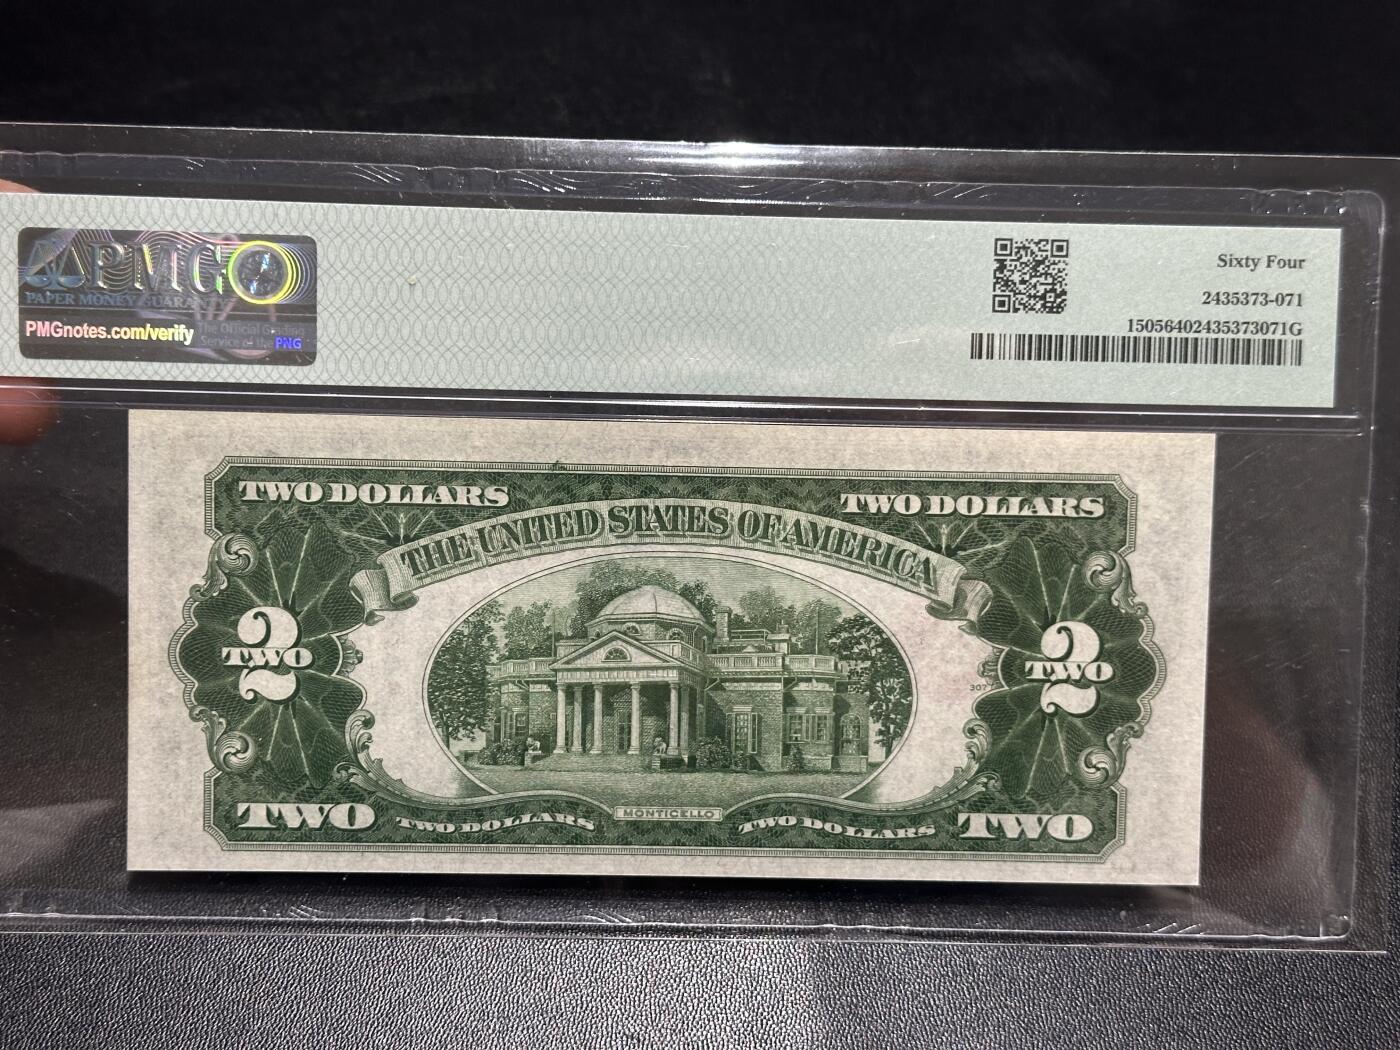 PMG
PAPER MONEY GUARANTY
PMGnotes.com/verify
The Official Grading
Service of the PNG
Sixty Four
2435373-071
15056402435373071G
TWO DOLLARS
TWO DOLLARS
THE UNITED STATES OF AMERICA
2
TWO
2
TWO
307
TWO
TWO DOLLARS
MONTICELLO
TWO DOLLARS
TWO